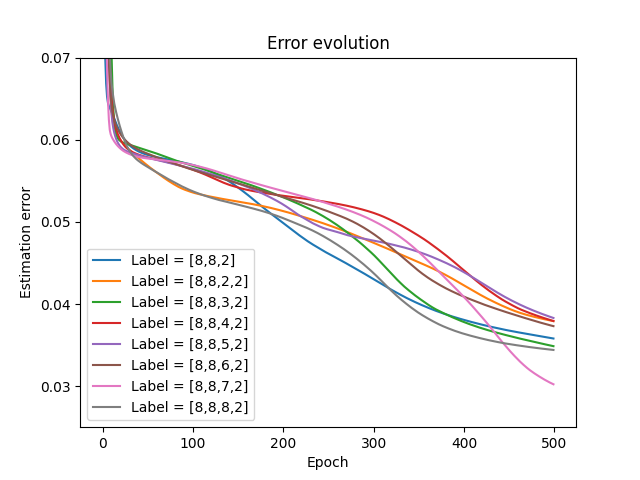 Error evolution
0.07
0.06
0.05
0.04
0.03
Estimation error
Label = [8,8,2]
Label = [8,8,2,2]
Label = [8,8,3,2]
Label = [8,8,4,2]
Label = [8,8,5,2]
Label = [8,8,6,2]
Label = [8,8,7,2]
Label = [8,8,8,2]
0 100 200 300 400 500
Epoch